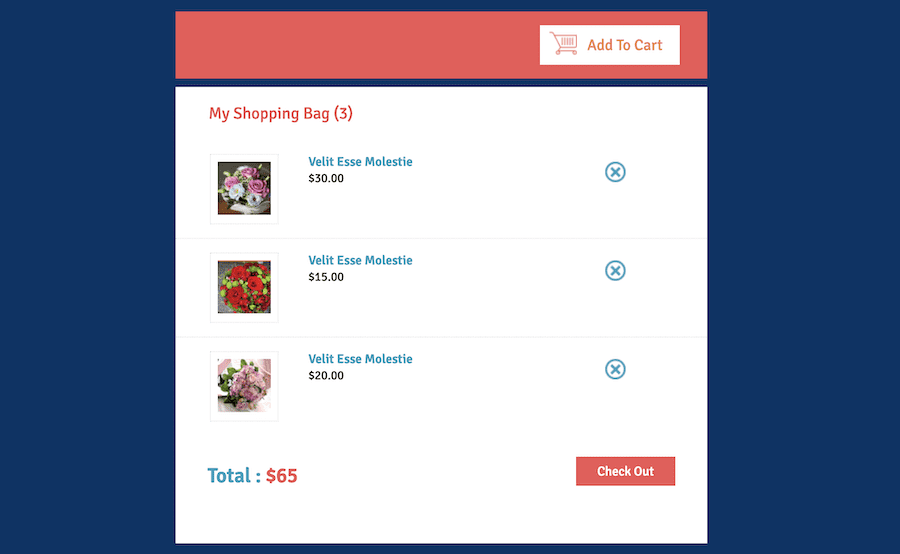 Add To Cart
My Shopping Bag (3)
Velit Esse Molestie
$30.00
Velit Esse Molestie
$15.00
Velit Esse Molestie
$20.00
Total : $65
Check Out